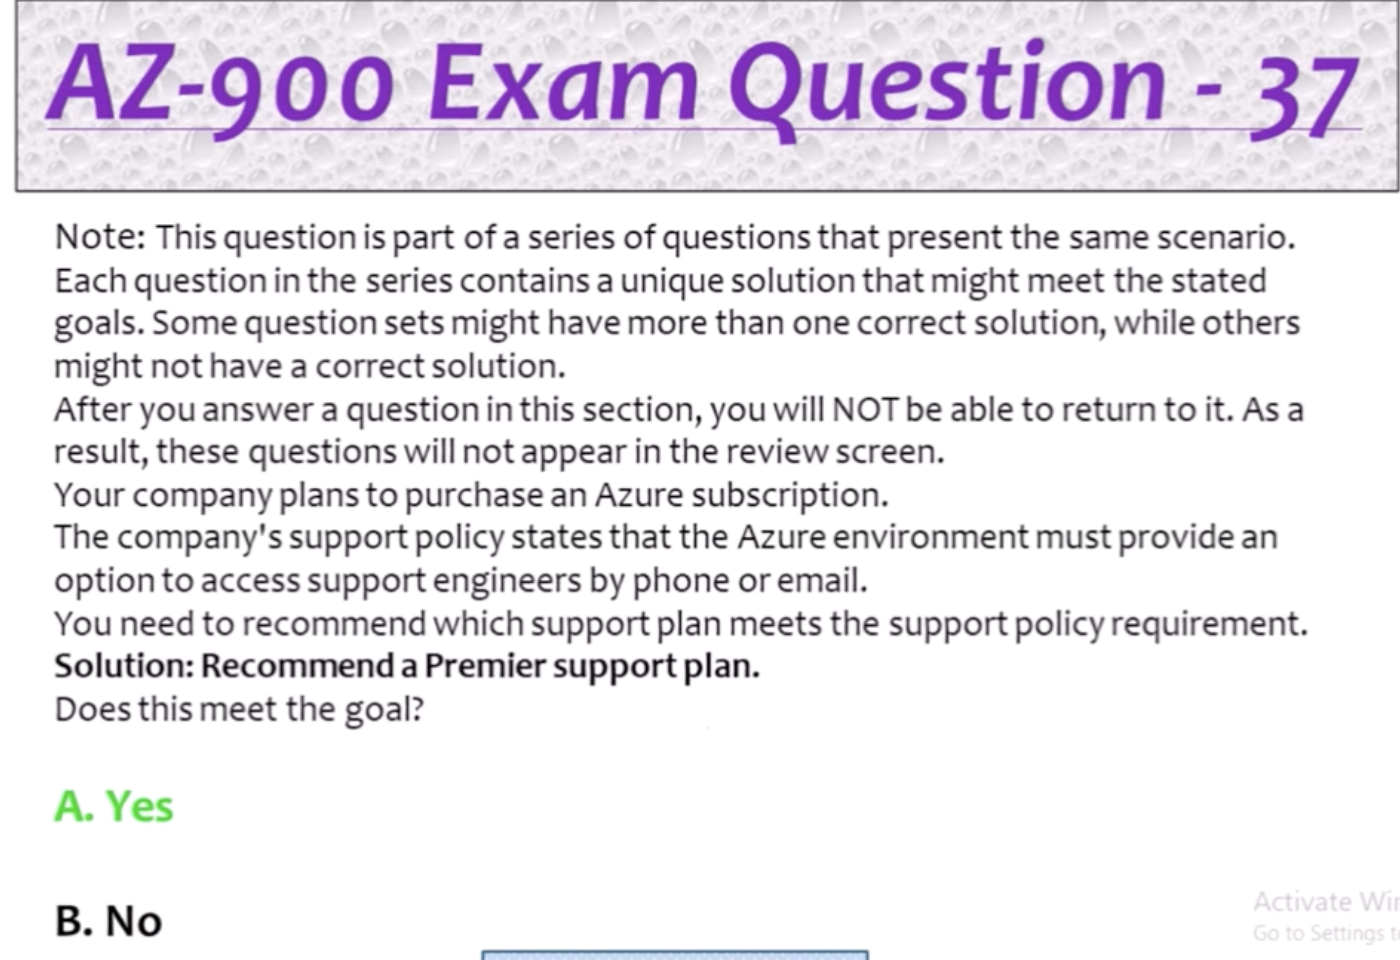 AZ-900 Exam Question - 37
Note: This question is part of a series of questions that present the same scenario.
Each question in the series contains a unique solution that might meet the stated
goals. Some question sets might have more than one correct solution, while others
might not have a correct solution.
After you answer a question in this section, you will NOT be able to return to it. As a
result, these questions will not appear in the review screen.
Your company plans to purchase an Azure subscription.
The company's support policy states that the Azure environment must provide an
option to access support engineers by phone or email.
You need to recommend which support plan meets the support policy requirement.
Solution: Recommend a Premier support plan.
Does this meet the goal?
A. Yes
B. No
Activate Win
Go to Settings t